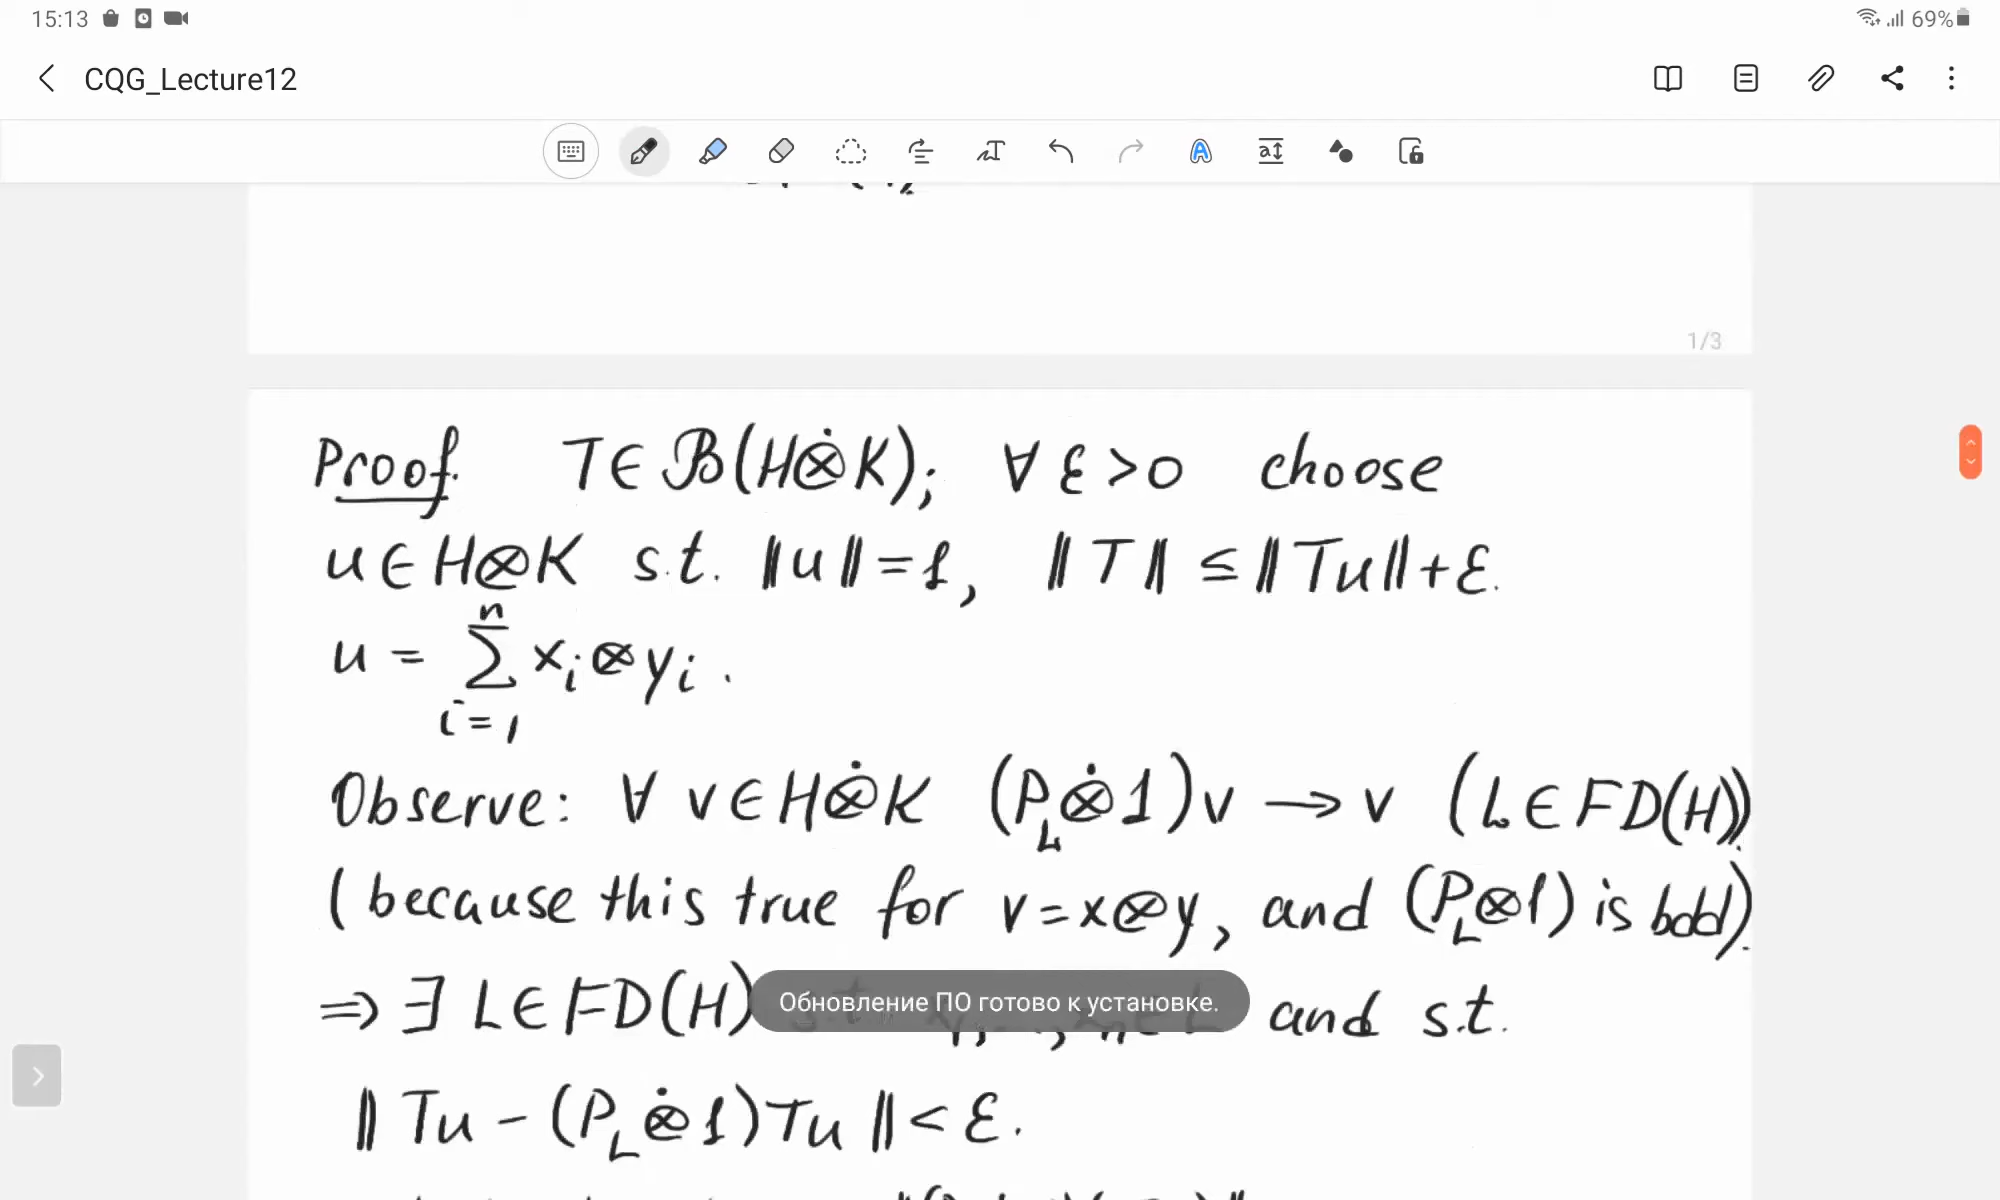 15:13
69%
CQG_Lecture12
1/3
Proof. T ∈ ℬ(H ⊗̇ K); ∀ ε > 0 choose
u ∈ H ⊗ K s.t. ‖u‖ = 1, ‖T‖ ≤ ‖Tu‖ + ε.
u = ∑_{i=1}^{n} x_i ⊗ y_i.
Observe: ∀ v ∈ H ⊗̇ K (P_L ⊗̇ 1)v → v (L ∈ FD(H)).
(because this true for v = x ⊗ y, and (P_L ⊗ 1) is bdd).
⇒ ∃ L ∈ FD(H) and s.t.
Обновление ПО готово к установке.
‖Tu − (P_L ⊗̇ 1)Tu‖ < ε.